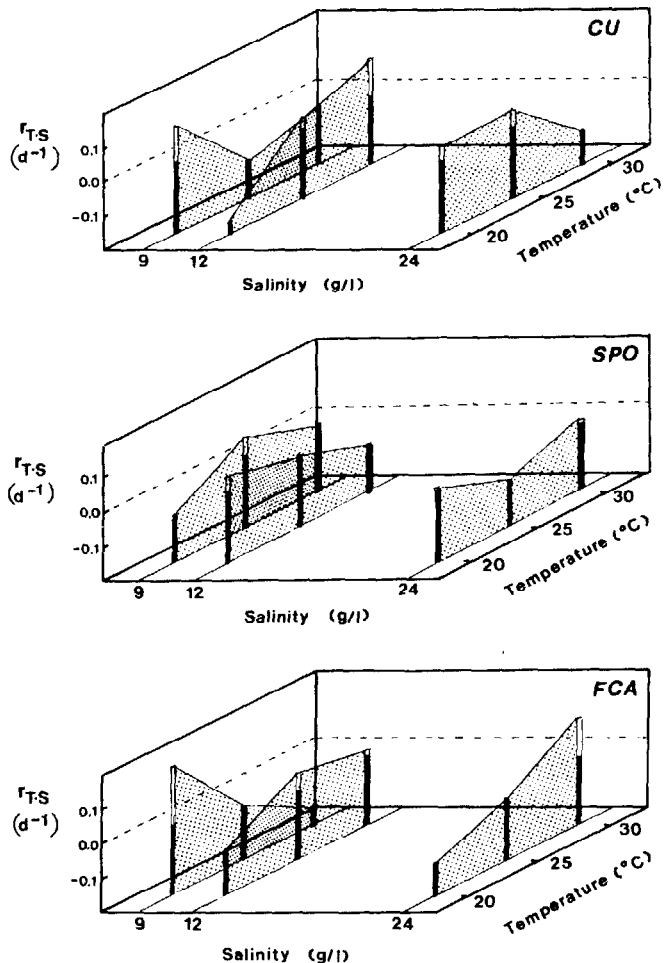 CU
rT·S
(d⁻¹)
0.1
0.0
-0.1
9 12 24
20 25 30
Salinity (g/l)
Temperature (°C)
SPO
rT·S
(d⁻¹)
0.1
0.0
-0.1
9 12 24
20 25 30
Salinity (g/l)
Temperature (°C)
FCA
rT·S
(d⁻¹)
0.1
0.0
-0.1
9 12 24
20 25 30
Salinity (g/l)
Temperature (°C)